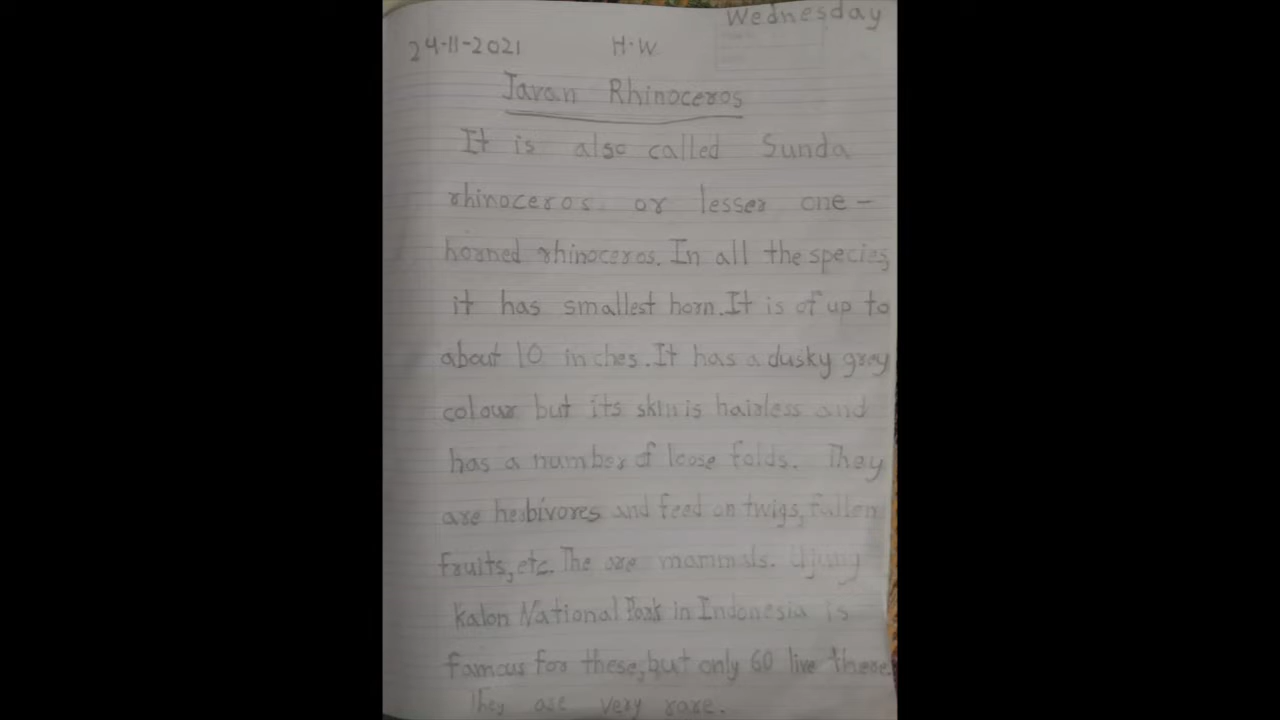 Wednesday
24-11-2021 H.W
Javan Rhinoceros
It is also called Sunda
rhinoceros or lesser one-
horned rhinoceros. In all the species,
it has smallest horn. It is of up to
about 10 inches. It has a dusky grey
colour but its skin is hairless and
has a number of loose folds. They
are herbivores and feed on twigs, fallen
fruits, etc. The are mammals. Ujung
Kalon National Park in Indonesia is
famous for these, but only 60 live there.
They are very rare.